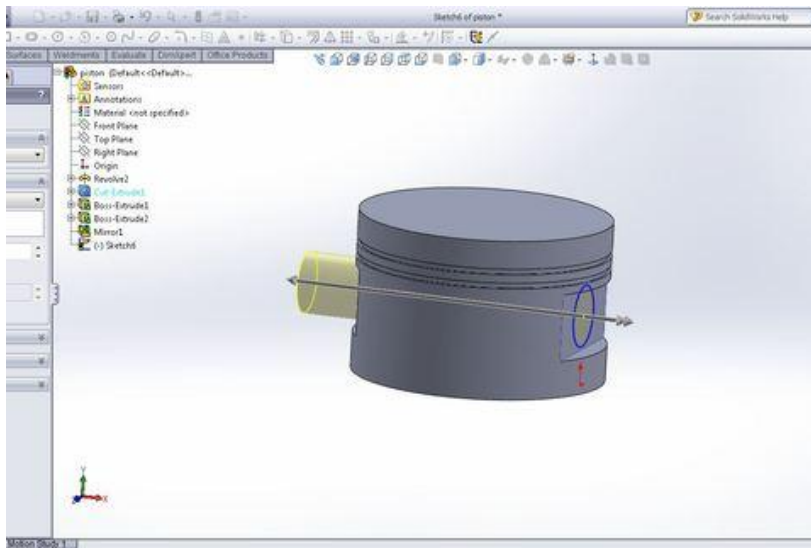 Sketch6 of piston *
Search SolidWorks Help
Surfaces Weldments Evaluate DimXpert Office Products
piston (Default<<Default>...
Sensors
Annotations
Material <not specified>
Front Plane
Top Plane
Right Plane
Origin
Revolve2
Cut-Extrude1
Boss-Extrude1
Boss-Extrude2
Mirror1
(-) Sketch6
?
Y
X
Motion Study 1